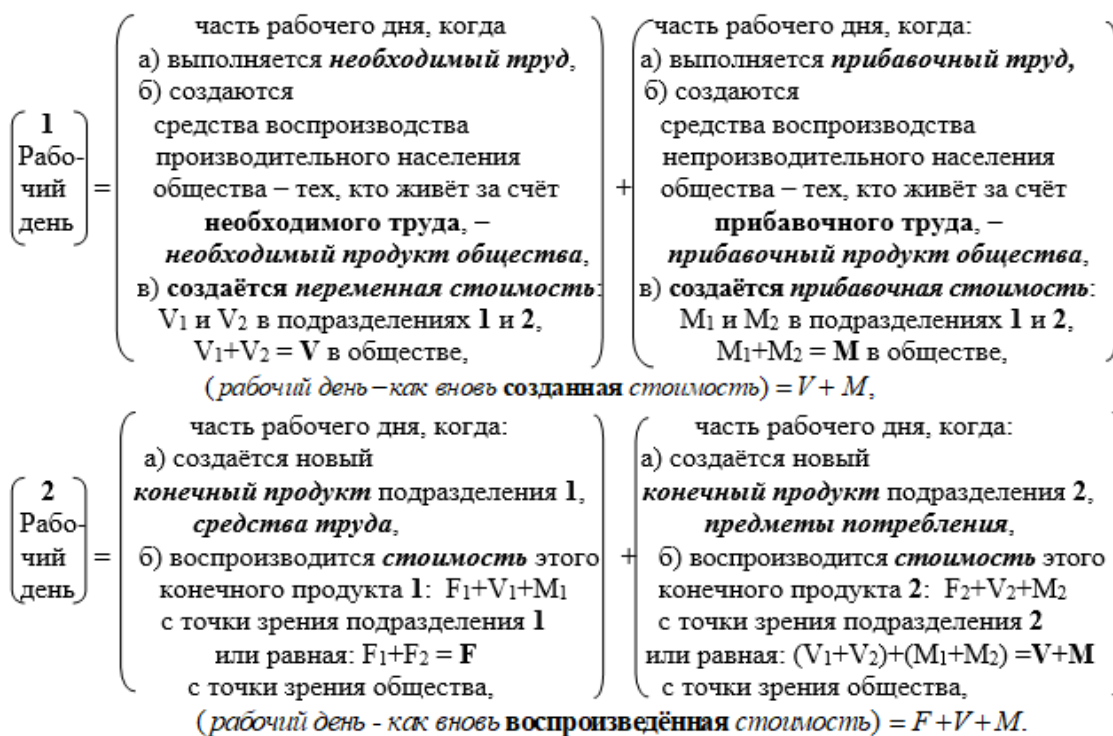 часть рабочего дня, когда
а) выполняется необходимый труд,
б) создаются
средства воспроизводства
производительного населения
общества – тех, кто живёт за счёт
необходимого труда, –
необходимый продукт общества,
в) создаётся переменная стоимость:
V₁ и V₂ в подразделениях 1 и 2,
V₁+V₂ = V в обществе,
1
Рабо-
чий
день
=
+
часть рабочего дня, когда:
а) выполняется прибавочный труд,
б) создаются
средства воспроизводства
непроизводительного населения
общества – тех, кто живёт за счёт
прибавочного труда, –
прибавочный продукт общества,
в) создаётся прибавочная стоимость:
M₁ и M₂ в подразделениях 1 и 2,
M₁+M₂ = M в обществе,
(рабочий день –как вновь созданная стоимость) = V + M,
2
Рабо-
чий
день
=
часть рабочего дня, когда:
а) создаётся новый
конечный продукт подразделения 1,
средства труда,
б) воспроизводится стоимость этого
конечного продукта 1: F₁+V₁+M₁
с точки зрения подразделения 1
или равная: F₁+F₂ = F
с точки зрения общества,
+
часть рабочего дня, когда:
а) создаётся новый
конечный продукт подразделения 2,
предметы потребления,
б) воспроизводится стоимость этого
конечного продукта 2: F₂+V₂+M₂
с точки зрения подразделения 2
или равная: (V₁+V₂)+(M₁+M₂) =V+M
с точки зрения общества,
(рабочий день - как вновь воспроизведённая стоимость) = F +V + M.